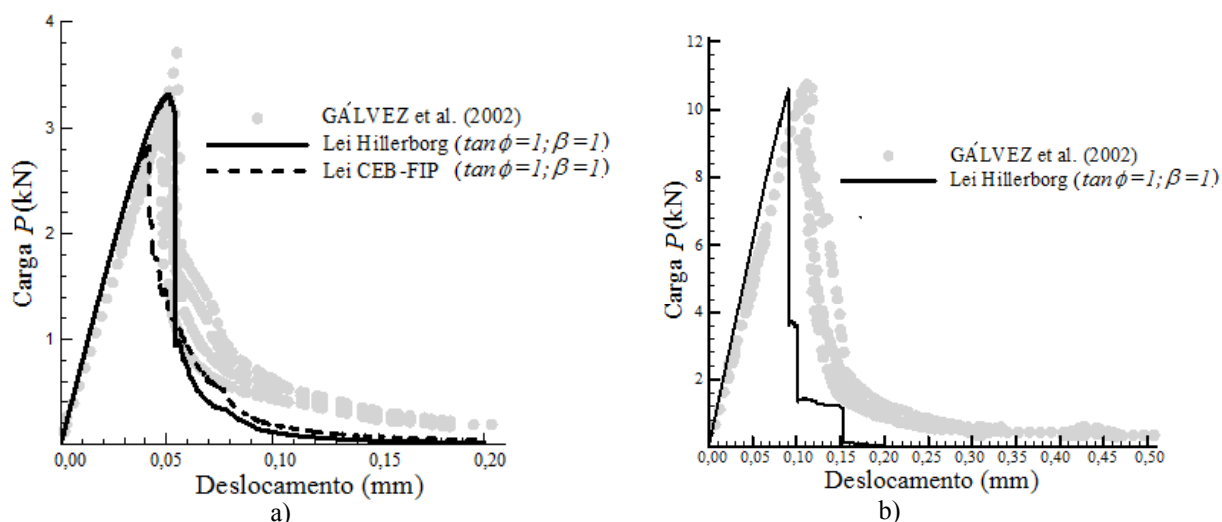 4
3
2
1
Carga P (kN)
GÁLVEZ et al. (2002)
Lei Hillerborg (tanϕ=1; β=1)
Lei CEB-FIP (tanϕ=1; β=1)
0,00 0,05 0,10 0,15 0,20
Deslocamento (mm)
a)
12
10
8
6
4
2
Carga P (kN)
GÁLVEZ et al. (2002)
Lei Hillerborg (tanϕ=1; β=1)
0,00 0,05 0,10 0,15 0,20 0,25 0,30 0,35 0,40 0,45 0,50
Deslocamento (mm)
b)